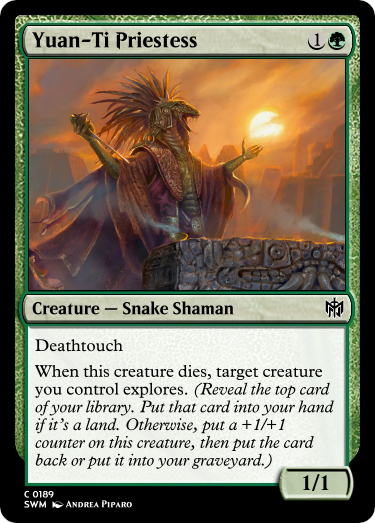 Yuan-Ti Priestess 1
Creature — Snake Shaman
Deathtouch
When this creature dies, target creature
you control explores. (Reveal the top card
of your library. Put that card into your hand
if it's a land. Otherwise, put a +1/+1
counter on this creature, then put the card
back or put it into your graveyard.)
1/1
C 0189
SWM Andrea Piparo